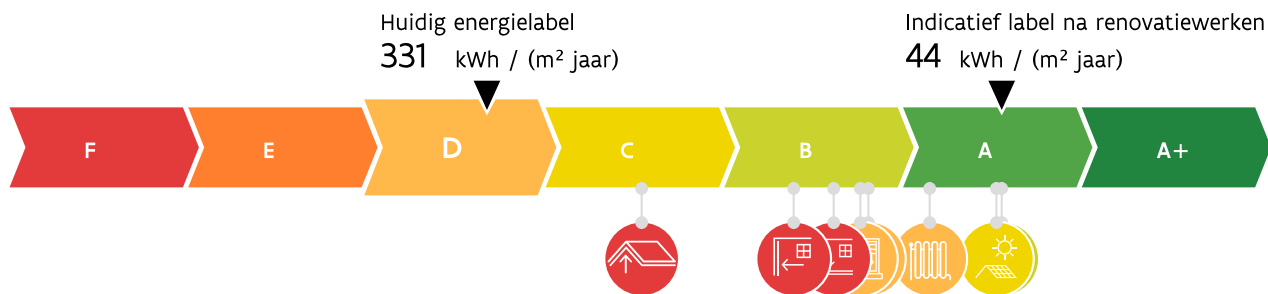 Huidig energielabel
331 kWh / (m² jaar)
Indicatief label na renovatiewerken
44 kWh / (m² jaar)
F E D C B A A+